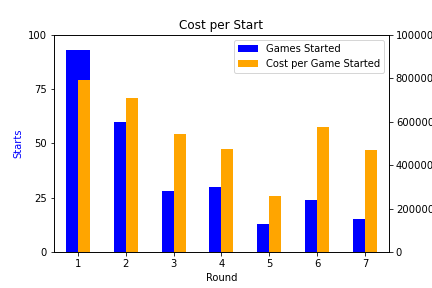 Cost per Start
Games Started
Cost per Game Started
Starts
100
75
50
25
0
100000
800000
600000
400000
200000
0
1 2 3 4 5 6 7
Round